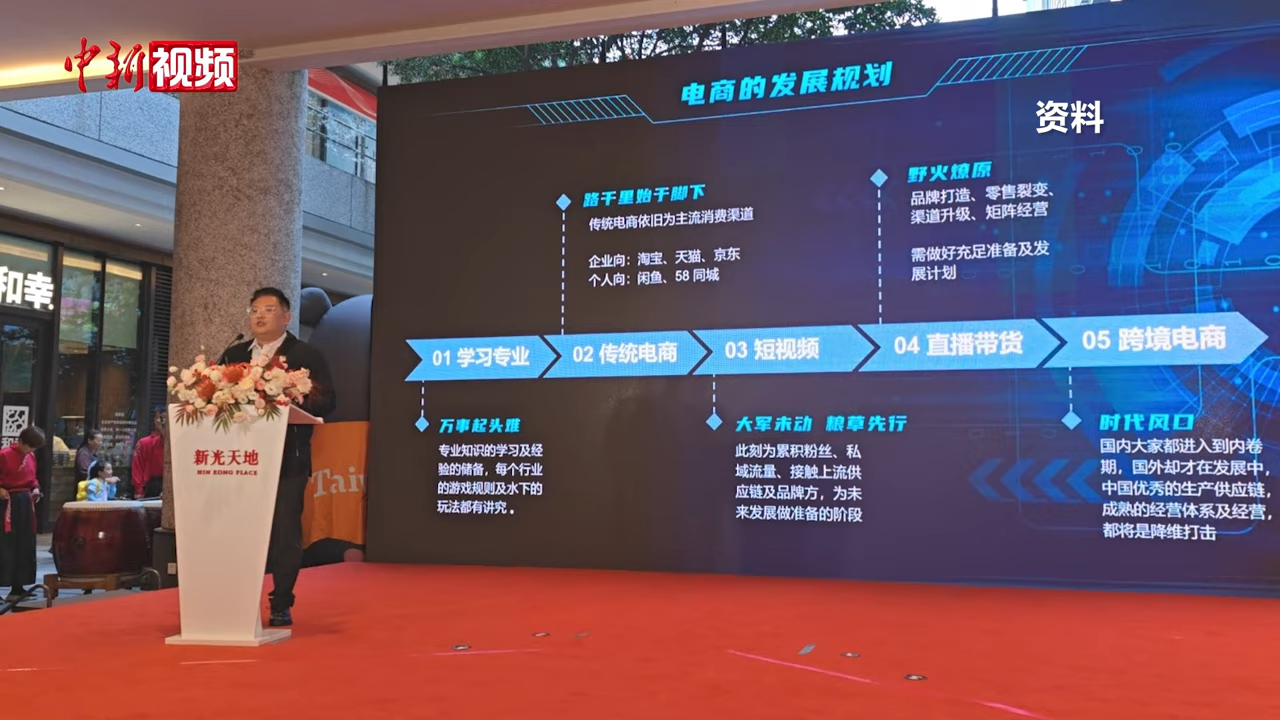 中新视频
资料
电商的发展规划
路千里始于脚下
传统电商依旧为主流消费渠道
企业向：淘宝、天猫、京东
个人向：闲鱼、58 同城
野火燎原
品牌打造、零售裂变、
渠道升级、矩阵经营
需做好充足准备及发
展计划
01 学习专业
02 传统电商
03 短视频
04 直播带货
05 跨境电商
万事起头难
专业知识的学习及经
验的储备，每个行业
的游戏规则及水下的
玩法都有讲究。
大军未动 粮草先行
此刻为累积粉丝、私
域流量、接触上流供
应链及品牌方，为未
来发展做准备的阶段
时代风口
国内大家都进入到内卷
期，国外却才在发展中，
中国优秀的生产供应链，
成熟的经营体系及经营，
都将是降维打击
和幸
新光天地
MIN KONG PLACE
Taiw